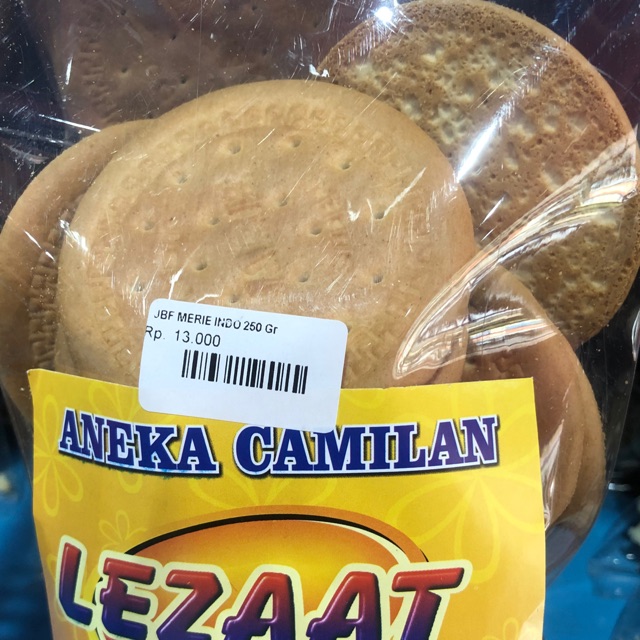 JBF MERIE INDO 250 Gr
Rp. 13.000
ANEKA CAMILAN
LEZAAT